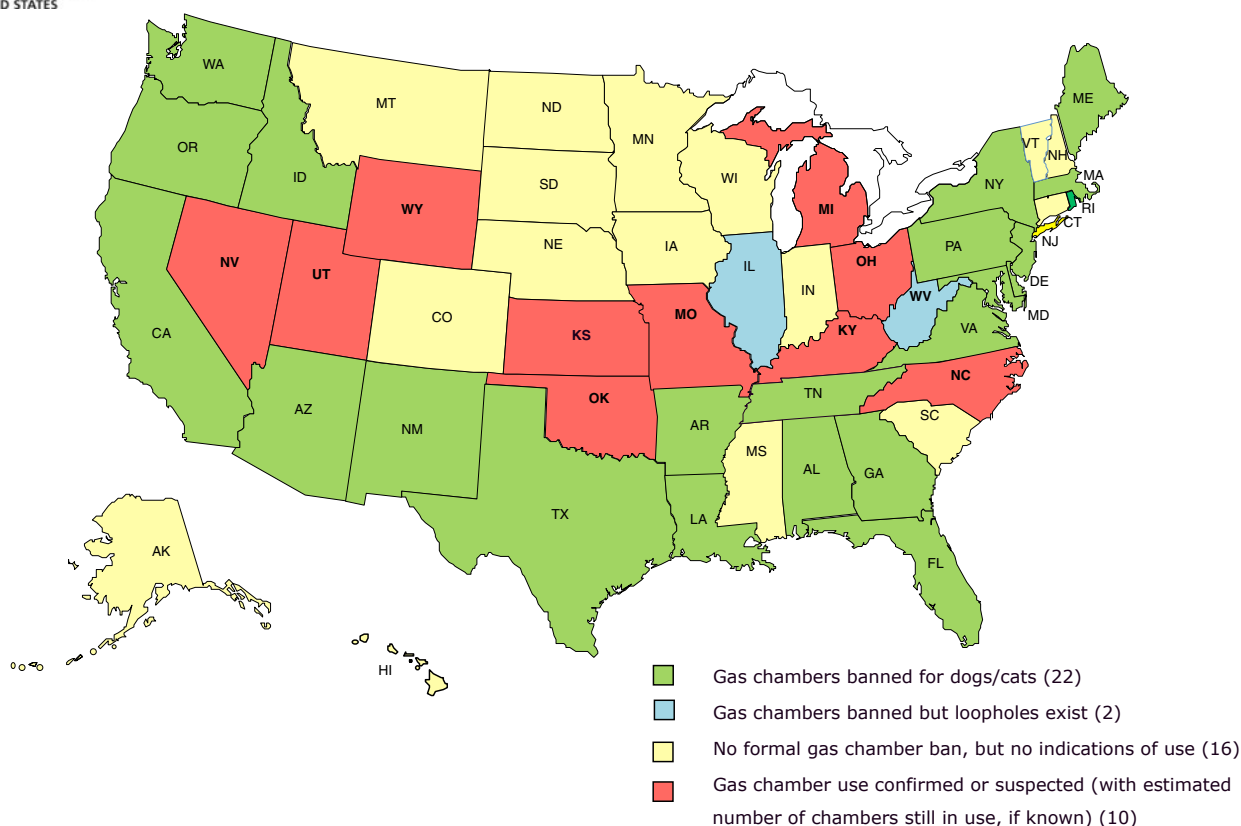 D STATES
WA
MT
ND
MN
ME
VT
NH
OR
ID
SD
WI
MA
WY
MI
NY
RI
CT
NV
UT
NE
IA
IL
IN
OH
PA
NJ
DE
WV
MD
CA
CO
KS
MO
KY
VA
AZ
NM
OK
AR
TN
NC
SC
MS
AL
GA
TX
LA
FL
AK
HI
Gas chambers banned for dogs/cats (22)
Gas chambers banned but loopholes exist (2)
No formal gas chamber ban, but no indications of use (16)
Gas chamber use confirmed or suspected (with estimated
number of chambers still in use, if known) (10)